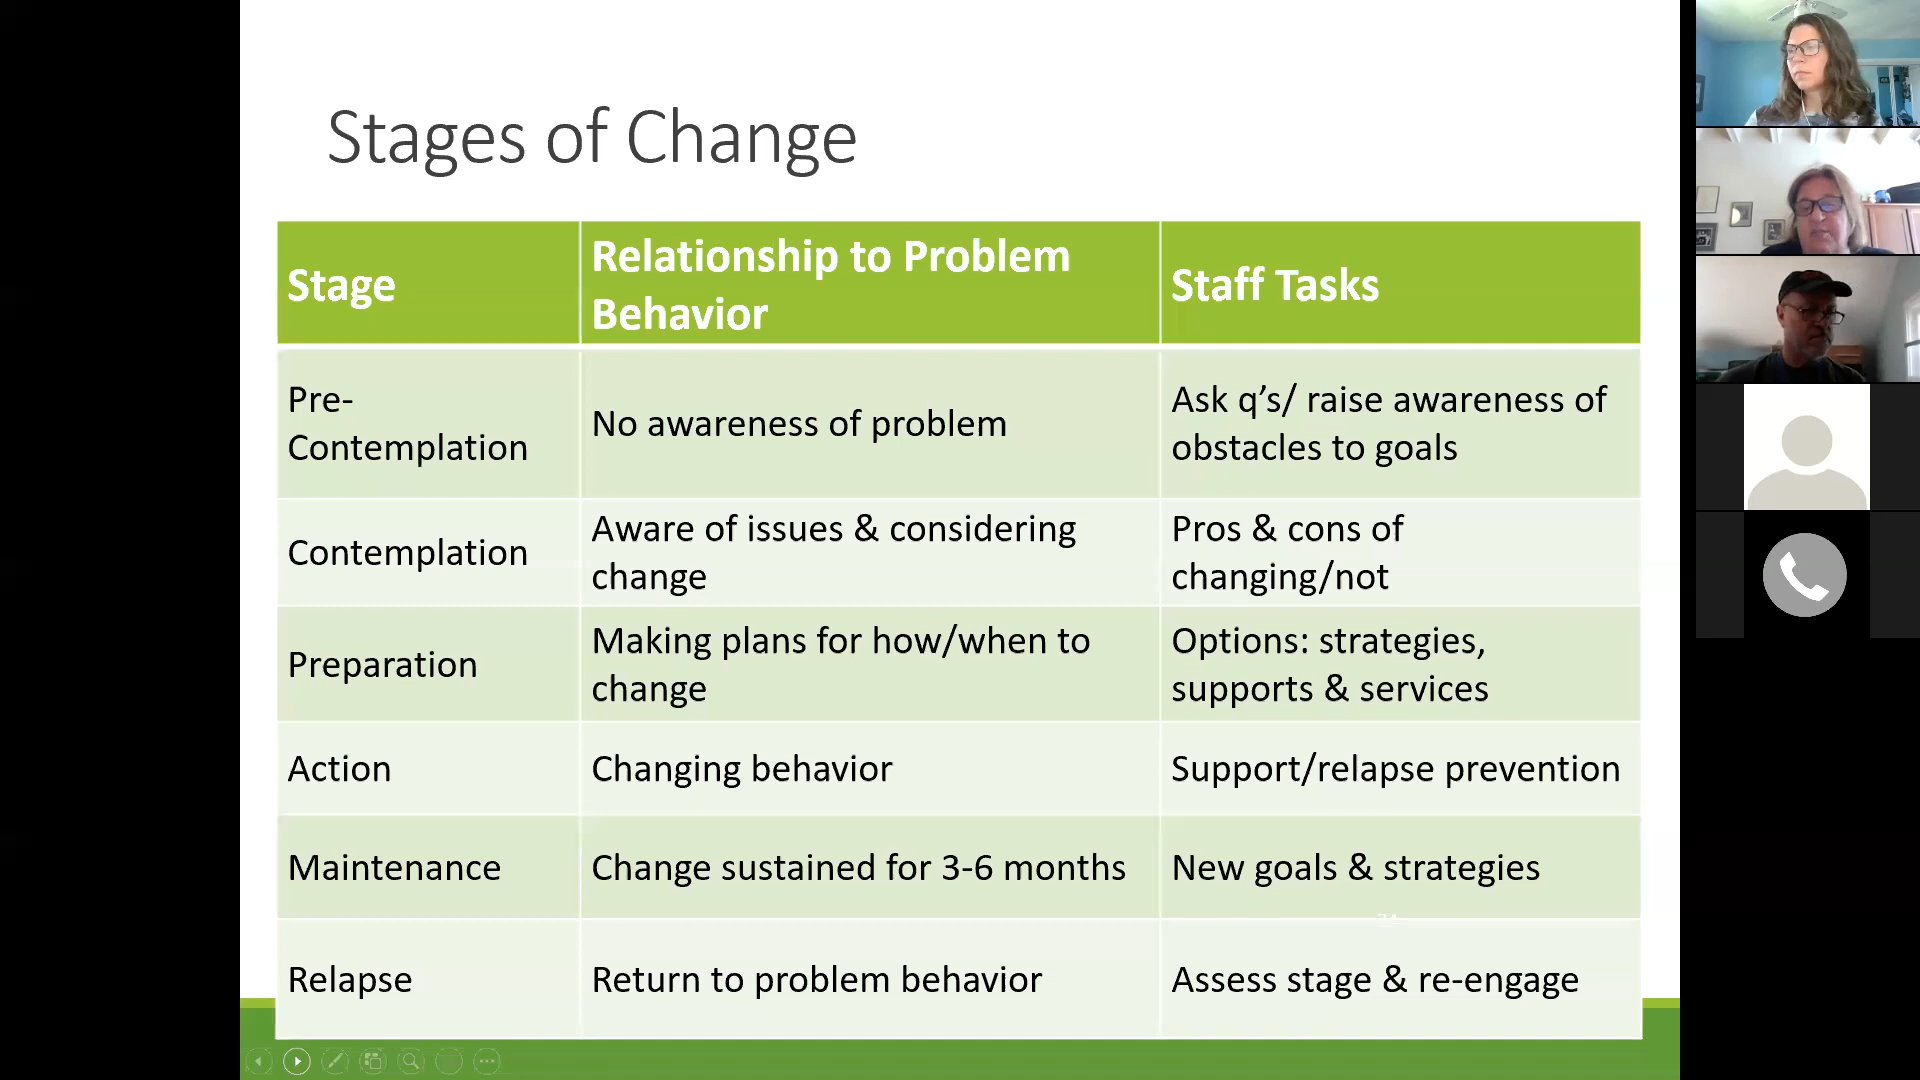 Stages of Change
Stage
Relationship to Problem
Behavior
Staff Tasks
Pre-
Contemplation
No awareness of problem
Ask q’s/ raise awareness of
obstacles to goals
Contemplation
Aware of issues & considering
change
Pros & cons of
changing/not
Preparation
Making plans for how/when to
change
Options: strategies,
supports & services
Action
Changing behavior
Support/relapse prevention
Maintenance
Change sustained for 3-6 months
New goals & strategies
Relapse
Return to problem behavior
Assess stage & re-engage